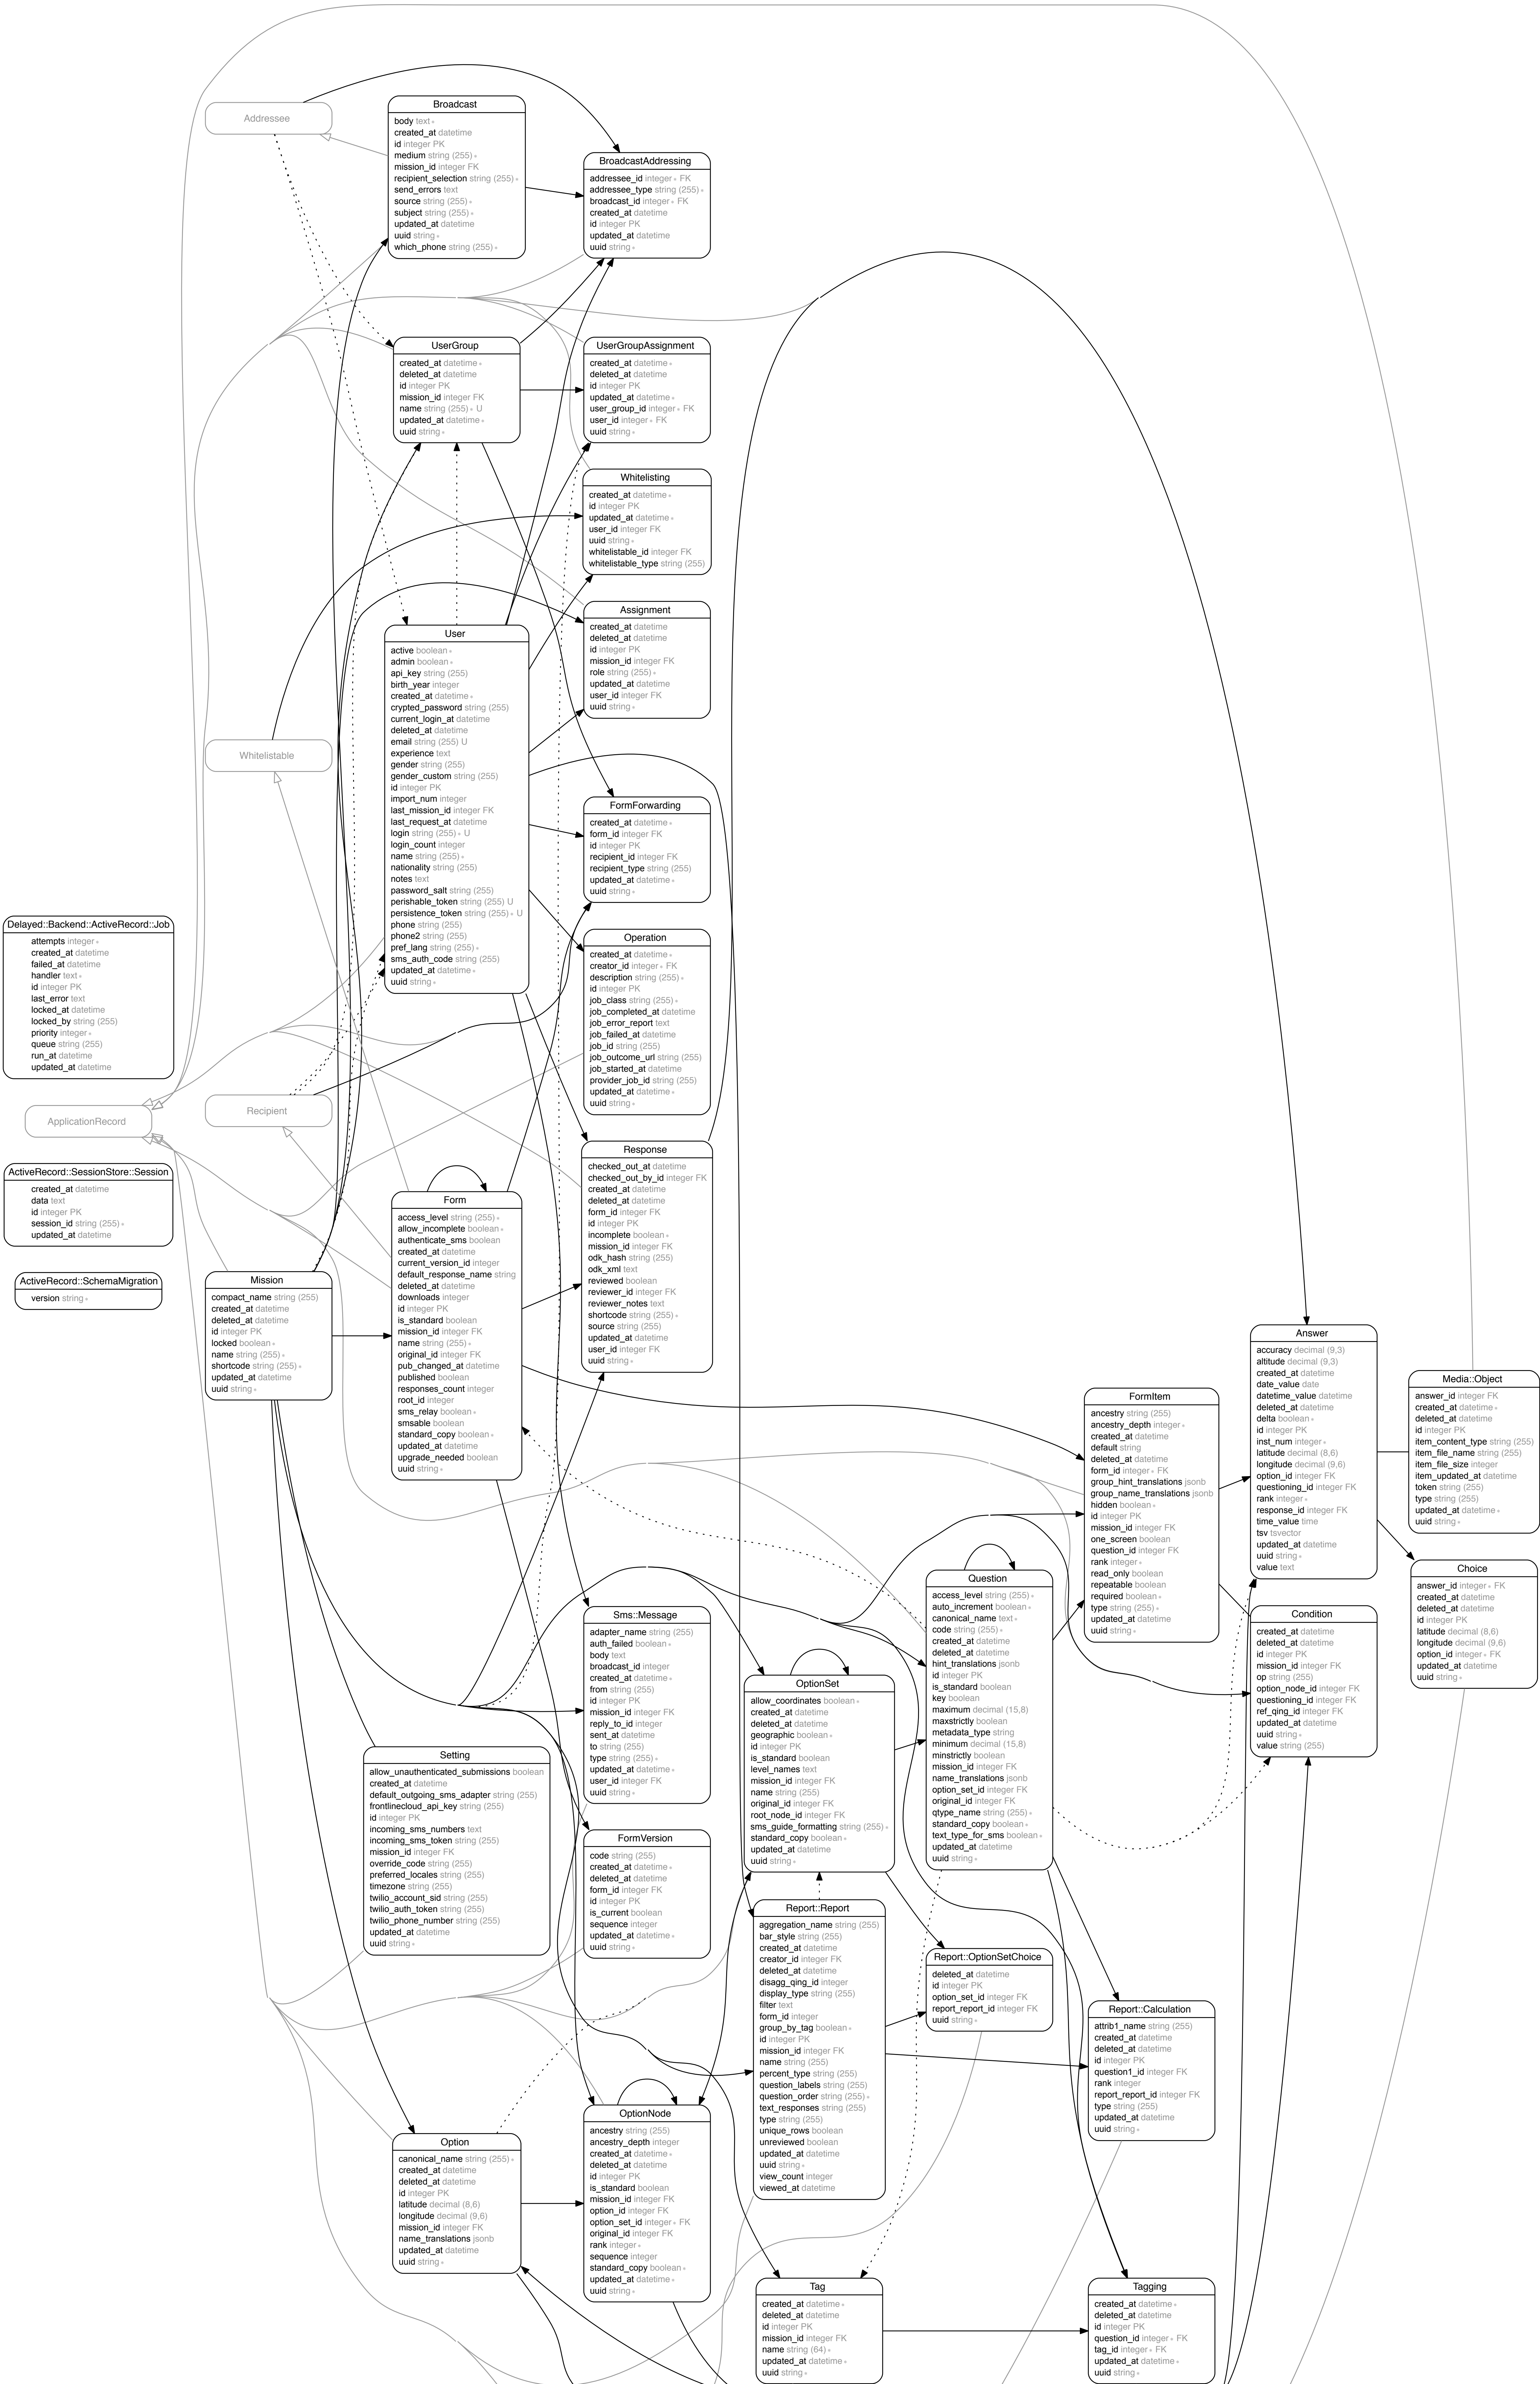 Addressee
Broadcast
body text ∗
created_at datetime
id integer PK
medium string (255) ∗
mission_id integer FK
recipient_selection string (255) ∗
send_errors text
source string (255) ∗
subject string (255) ∗
updated_at datetime
uuid string ∗
which_phone string (255) ∗
BroadcastAddressing
addressee_id integer ∗ FK
addressee_type string (255) ∗
broadcast_id integer ∗ FK
created_at datetime
id integer PK
updated_at datetime
uuid string ∗
UserGroup
created_at datetime ∗
deleted_at datetime
id integer PK
mission_id integer FK
name string (255) ∗ U
updated_at datetime ∗
uuid string ∗
UserGroupAssignment
created_at datetime ∗
deleted_at datetime
id integer PK
updated_at datetime ∗
user_group_id integer ∗ FK
user_id integer ∗ FK
uuid string ∗
Whitelisting
created_at datetime ∗
id integer PK
updated_at datetime ∗
user_id integer FK
uuid string ∗
whitelistable_id integer FK
whitelistable_type string (255)
Assignment
created_at datetime
deleted_at datetime
id integer PK
mission_id integer FK
role string (255) ∗
updated_at datetime
user_id integer FK
uuid string ∗
User
active boolean ∗
admin boolean ∗
api_key string (255)
birth_year integer
created_at datetime ∗
crypted_password string (255)
current_login_at datetime
deleted_at datetime
email string (255) U
experience text
gender string (255)
gender_custom string (255)
id integer PK
import_num integer
last_mission_id integer FK
last_request_at datetime
login string (255) ∗ U
login_count integer
name string (255) ∗
nationality string (255)
notes text
password_salt string (255)
perishable_token string (255) U
persistence_token string (255) ∗ U
phone string (255)
phone2 string (255)
pref_lang string (255) ∗
sms_auth_code string (255)
updated_at datetime ∗
uuid string ∗
Whitelistable
FormForwarding
created_at datetime ∗
form_id integer FK
id integer PK
recipient_id integer FK
recipient_type string (255)
updated_at datetime ∗
uuid string ∗
Delayed::Backend::ActiveRecord::Job
attempts integer ∗
created_at datetime
failed_at datetime
handler text ∗
id integer PK
last_error text
locked_at datetime
locked_by string (255)
priority integer ∗
queue string (255)
run_at datetime
updated_at datetime
Operation
created_at datetime ∗
creator_id integer ∗ FK
description string (255) ∗
id integer PK
job_class string (255) ∗
job_completed_at datetime
job_error_report text
job_failed_at datetime
job_id string (255)
job_outcome_url string (255)
job_started_at datetime
provider_job_id string (255)
updated_at datetime ∗
uuid string ∗
ApplicationRecord
Recipient
ActiveRecord::SessionStore::Session
created_at datetime
data text
id integer PK
session_id string (255) ∗
updated_at datetime
ActiveRecord::SchemaMigration
version string ∗
Response
checked_out_at datetime
checked_out_by_id integer FK
created_at datetime
deleted_at datetime
form_id integer FK
id integer PK
incomplete boolean ∗
mission_id integer FK
odk_hash string (255)
odk_xml text
reviewed boolean
reviewer_id integer FK
reviewer_notes text
shortcode string (255) ∗
source string (255)
updated_at datetime
user_id integer FK
uuid string ∗
Form
access_level string (255) ∗
allow_incomplete boolean ∗
authenticate_sms boolean
created_at datetime
current_version_id integer
default_response_name string
deleted_at datetime
downloads integer
id integer PK
is_standard boolean
mission_id integer FK
name string (255) ∗
original_id integer FK
pub_changed_at datetime
published boolean
responses_count integer
root_id integer
sms_relay boolean ∗
smsable boolean
standard_copy boolean ∗
updated_at datetime
upgrade_needed boolean
uuid string ∗
Mission
compact_name string (255)
created_at datetime
deleted_at datetime
id integer PK
locked boolean ∗
name string (255) ∗
shortcode string (255) ∗
updated_at datetime
uuid string ∗
Answer
accuracy decimal (9,3)
altitude decimal (9,3)
created_at datetime
date_value date
datetime_value datetime
deleted_at datetime
delta boolean ∗
id integer PK
inst_num integer ∗
latitude decimal (8,6)
longitude decimal (9,6)
option_id integer FK
questioning_id integer FK
rank integer ∗
response_id integer FK
time_value time
tsv tsvector
updated_at datetime
uuid string ∗
value text
Media::Object
answer_id integer FK
created_at datetime ∗
deleted_at datetime
id integer PK
item_content_type string (255)
item_file_name string (255)
item_file_size integer
item_updated_at datetime
token string (255)
type string (255)
updated_at datetime ∗
uuid string ∗
FormItem
ancestry string (255)
ancestry_depth integer ∗
created_at datetime
default string
deleted_at datetime
form_id integer ∗ FK
group_hint_translations jsonb
group_name_translations jsonb
hidden boolean ∗
id integer PK
mission_id integer FK
one_screen boolean
question_id integer FK
rank integer ∗
read_only boolean
repeatable boolean
required boolean ∗
type string (255) ∗
updated_at datetime
uuid string ∗
Choice
answer_id integer ∗ FK
created_at datetime
deleted_at datetime
id integer PK
latitude decimal (8,6)
longitude decimal (9,6)
option_id integer ∗ FK
updated_at datetime
uuid string ∗
Question
access_level string (255) ∗
auto_increment boolean ∗
canonical_name text ∗
code string (255) ∗
created_at datetime
deleted_at datetime
hint_translations jsonb
id integer PK
is_standard boolean
key boolean
maximum decimal (15,8)
maxstrictly boolean
metadata_type string
minimum decimal (15,8)
minstrictly boolean
mission_id integer FK
name_translations jsonb
option_set_id integer FK
original_id integer FK
qtype_name string (255) ∗
standard_copy boolean ∗
text_type_for_sms boolean ∗
updated_at datetime
uuid string ∗
Condition
created_at datetime
deleted_at datetime
id integer PK
mission_id integer FK
op string (255)
option_node_id integer FK
questioning_id integer FK
ref_qing_id integer FK
updated_at datetime
uuid string ∗
value string (255)
Sms::Message
adapter_name string (255)
auth_failed boolean ∗
body text
broadcast_id integer
created_at datetime ∗
from string (255)
id integer PK
mission_id integer FK
reply_to_id integer
sent_at datetime
to string (255)
type string (255) ∗
updated_at datetime ∗
user_id integer FK
uuid string ∗
OptionSet
allow_coordinates boolean ∗
created_at datetime
deleted_at datetime
geographic boolean ∗
id integer PK
is_standard boolean
level_names text
mission_id integer FK
name string (255)
original_id integer FK
root_node_id integer FK
sms_guide_formatting string (255) ∗
standard_copy boolean ∗
updated_at datetime
uuid string ∗
Setting
allow_unauthenticated_submissions boolean
created_at datetime
default_outgoing_sms_adapter string (255)
frontlinecloud_api_key string (255)
id integer PK
incoming_sms_numbers text
incoming_sms_token string (255)
mission_id integer FK
override_code string (255)
preferred_locales string (255)
timezone string (255)
twilio_account_sid string (255)
twilio_auth_token string (255)
twilio_phone_number string (255)
updated_at datetime
uuid string ∗
FormVersion
code string (255)
created_at datetime ∗
deleted_at datetime
form_id integer FK
id integer PK
is_current boolean
sequence integer
updated_at datetime ∗
uuid string ∗
Report::Report
aggregation_name string (255)
bar_style string (255)
created_at datetime
creator_id integer FK
deleted_at datetime
disagg_qing_id integer
display_type string (255)
filter text
form_id integer
group_by_tag boolean ∗
id integer PK
mission_id integer FK
name string (255)
percent_type string (255)
question_labels string (255)
question_order string (255) ∗
text_responses string (255)
type string (255)
unique_rows boolean
unreviewed boolean
updated_at datetime
uuid string ∗
view_count integer
viewed_at datetime
Report::OptionSetChoice
deleted_at datetime
id integer PK
option_set_id integer FK
report_report_id integer FK
uuid string ∗
Report::Calculation
attrib1_name string (255)
created_at datetime
deleted_at datetime
id integer PK
question1_id integer FK
rank integer
report_report_id integer FK
type string (255)
updated_at datetime
uuid string ∗
OptionNode
ancestry string (255)
ancestry_depth integer
created_at datetime ∗
deleted_at datetime
id integer PK
is_standard boolean
mission_id integer FK
option_id integer FK
option_set_id integer ∗ FK
original_id integer FK
rank integer ∗
sequence integer
standard_copy boolean ∗
updated_at datetime ∗
uuid string ∗
Option
canonical_name string (255) ∗
created_at datetime
deleted_at datetime
id integer PK
latitude decimal (8,6)
longitude decimal (9,6)
mission_id integer FK
name_translations jsonb
updated_at datetime
uuid string ∗
Tag
created_at datetime ∗
deleted_at datetime
id integer PK
mission_id integer FK
name string (64) ∗
updated_at datetime ∗
uuid string ∗
Tagging
created_at datetime ∗
deleted_at datetime
id integer PK
question_id integer ∗ FK
tag_id integer ∗ FK
updated_at datetime ∗
uuid string ∗